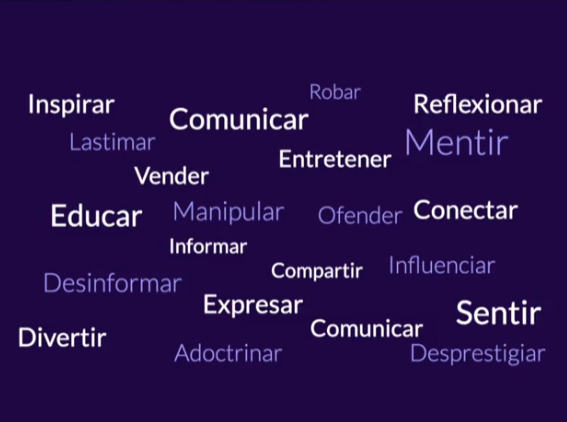 Robar
Inspirar
Reflexionar
Comunicar
Lastimar
Mentir
Entretener
Vender
Educar
Manipular
Ofender
Conectar
Informar
Compartir
Influenciar
Desinformar
Expresar
Sentir
Comunicar
Divertir
Adoctrinar
Desprestigiar